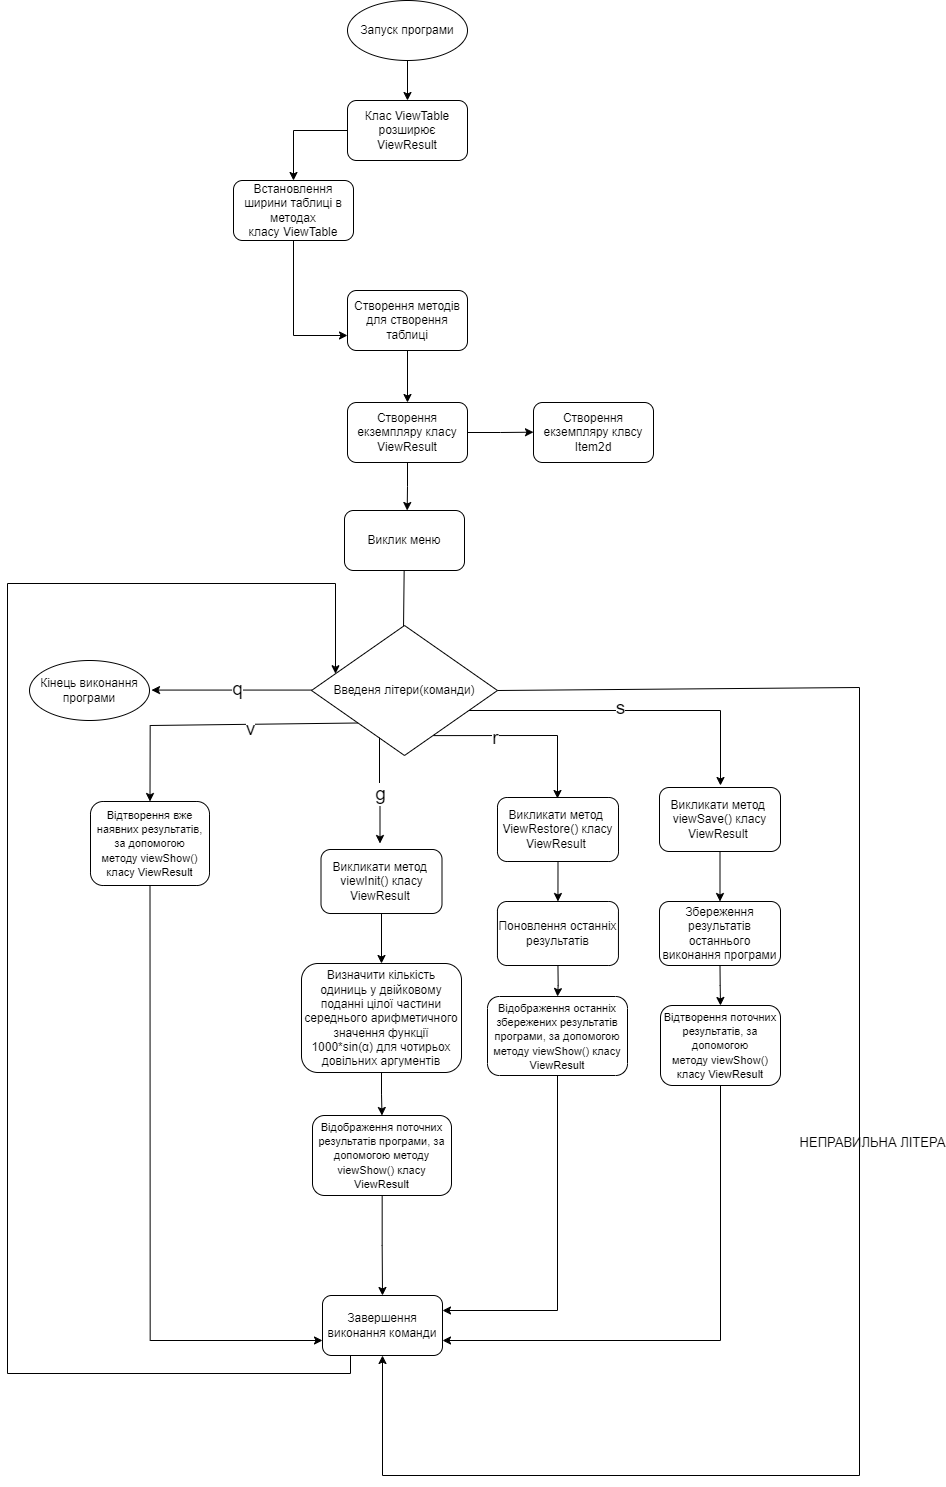 Запуск програми
Клас ViewTable
розширює
ViewResult
Встановлення
ширини таблиці в
методах
класу ViewTable
Створення методів
для створення
таблиці
Створення
екземпляру класу
ViewResult
Створення
екземпляру клвсу
Item2d
Виклик меню
Введеня літери(команди)
q
Кінець виконання
програми
v
g
r
s
Відтворення вже
наявних результатів,
за допомогою
методу viewShow()
класу ViewResult
Викликати метод
viewInit() класу
ViewResult
Визначити кількість
одиниць у двійковому
поданні цілої частини
середнього арифметичного
значення функції
1000*sin(α) для чотирьох
довільних аргументів
Відображення поточних
результатів програми, за
допомогою методу
viewShow() класу
ViewResult
Викликати метод
ViewRestore() класу
ViewResult
Поновлення останніх
результатів
Відображення останніх
збережених результатів
програми, за допомогою
методу viewShow() класу
ViewResult
Викликати метод
viewSave() класу
ViewResult
Збереження
результатів
останнього
виконання програми
Відтворення поточних
результатів, за
допомогою
методу viewShow()
класу ViewResult
НЕПРАВИЛЬНА ЛІТЕРА
Завершення
виконання команди